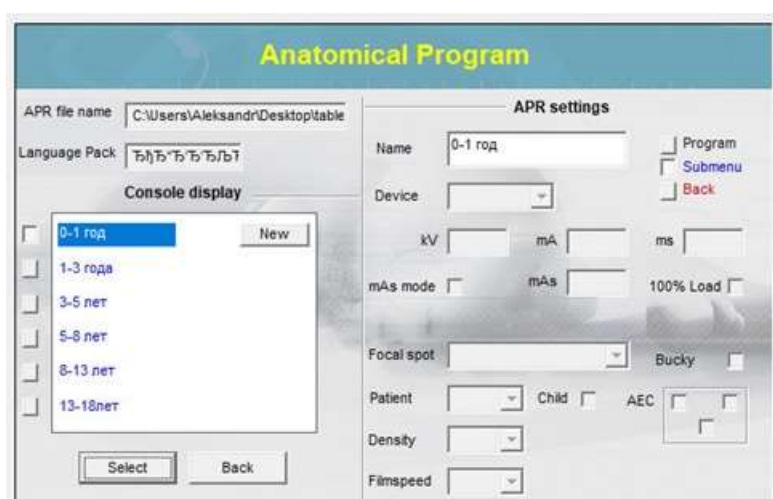 Anatomical Program
APR file name C:\Users\Aleksandr\Desktop\table
Language Pack
Console display
0-1 год New
1-3 года
3-5 лет
5-8 лет
8-13 лет
13-18лет
Select Back
APR settings
Name 0-1 год Program
Submenu
Device Back
kV mA ms
mAs mode mAs 100% Load
Focal spot Bucky
Patient Child AEC
Density
Filmspeed